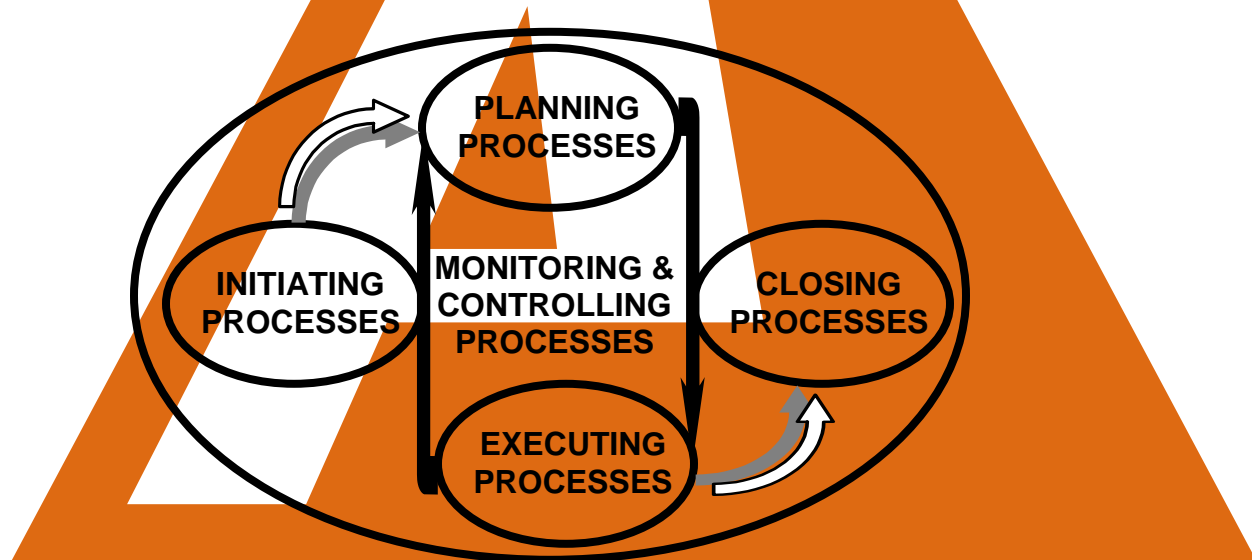 PLANNING
PROCESSES
INITIATING
PROCESSES
MONITORING &
CONTROLLING
PROCESSES
CLOSING
PROCESSES
EXECUTING
PROCESSES